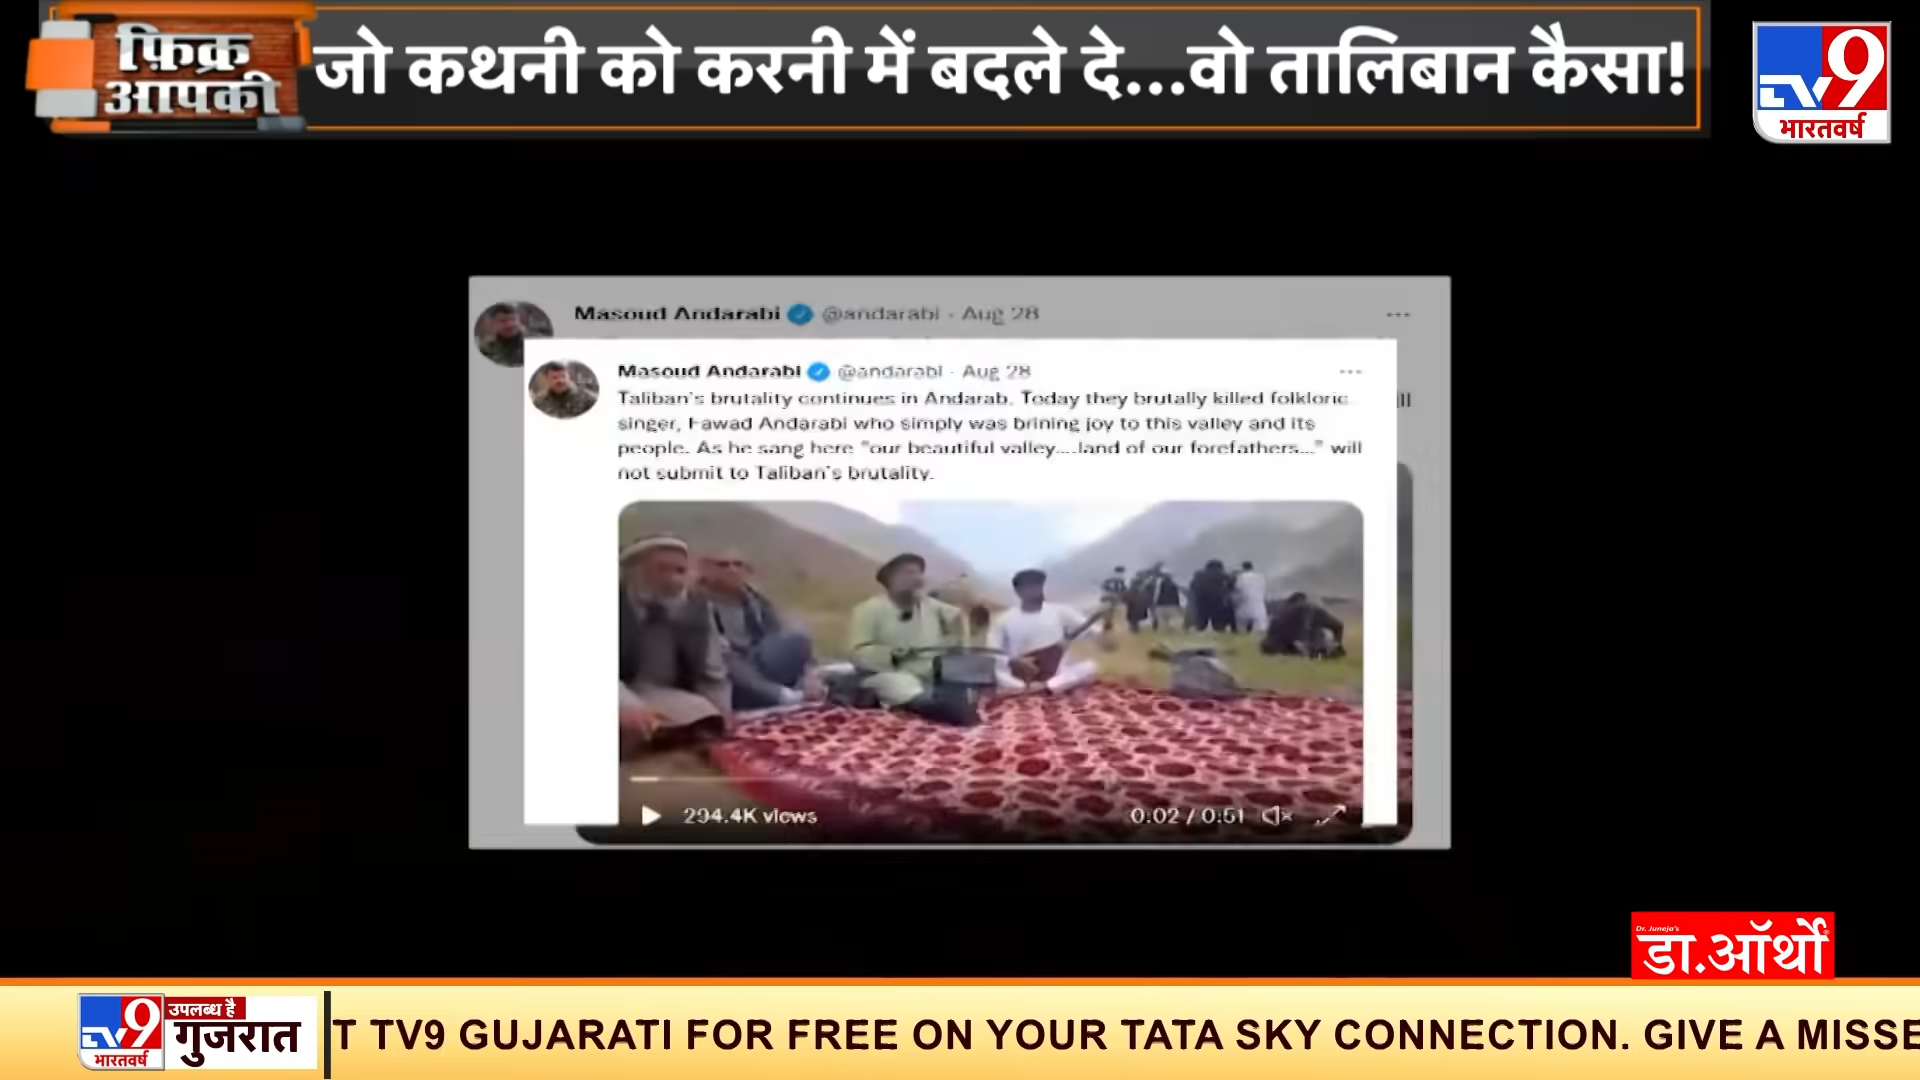 फ़िक्र
आपकी
जो कथनी को करनी में बदले दे...वो तालिबान कैसा!
TV9
भारतवर्ष
Masoud Andarabi @andarabi · Aug 28
Masoud Andarabi @andarabi · Aug 28
Taliban's brutality continues in Andarab. Today they brutally killed folkloric
singer, Fawad Andarabi who simply was brining joy to this valley and its
people. As he sang here "our beautiful valley....land of our forefathers..." will
not submit to Taliban's brutality.
294.4K views
0:02 / 0:51
Dr. Juneja's
डा.ऑर्थो
TV9
भारतवर्ष
उपलब्ध है
गुजरात
T TV9 GUJARATI FOR FREE ON YOUR TATA SKY CONNECTION. GIVE A MISSE